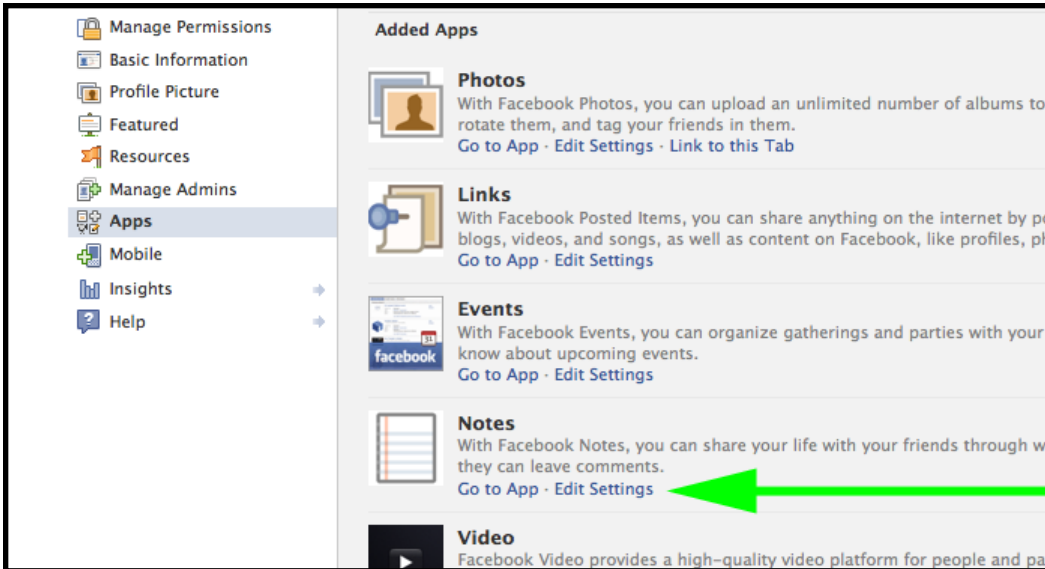 Manage Permissions
Basic Information
Profile Picture
Featured
Resources
Manage Admins
Apps
Mobile
Insights
Help
Added Apps
Photos
With Facebook Photos, you can upload an unlimited number of albums to
rotate them, and tag your friends in them.
Go to App · Edit Settings · Link to this Tab
Links
With Facebook Posted Items, you can share anything on the internet by
blogs, videos, and songs, as well as content on Facebook, like profiles,
Go to App · Edit Settings
31
facebook
Events
With Facebook Events, you can organize gatherings and parties with your
know about upcoming events.
Go to App · Edit Settings
Notes
With Facebook Notes, you can share your life with your friends through
they can leave comments.
Go to App · Edit Settings
Video
Facebook Video provides a high-quality video platform for people and